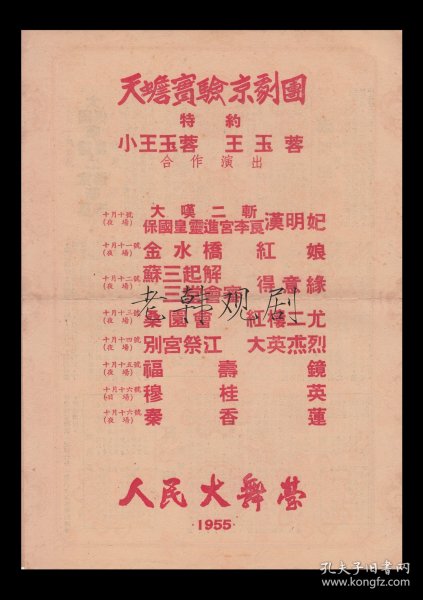 天蟾實驗京劇團
特約
小王玉蓉 王玉蓉
合作演出
十月十號(夜場) 大嘆二斬 保國皇靈進宮李良 漢明妃
十月十一號(夜場) 金水橋 紅娘
十月十二號(夜場) 蘇三起解 三堂會審 得意緣
十月十三號(夜場) 桑園會 紅樓二尤
十月十四號(夜場) 別宮祭江 大英杰烈
十月十五號(夜場) 福壽鏡
十月十六號(日場) 穆桂英
十月十六號(夜場) 秦香蓮
老韩观剧
人民大舞臺
·1955·
孔夫子旧书网
www.kongfz.com